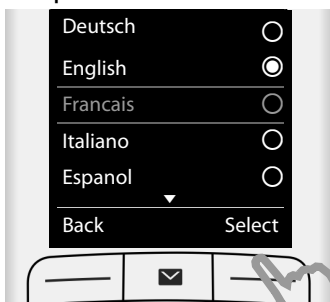 Deutsch
English
Francais
Italiano
Espanol
Back Select